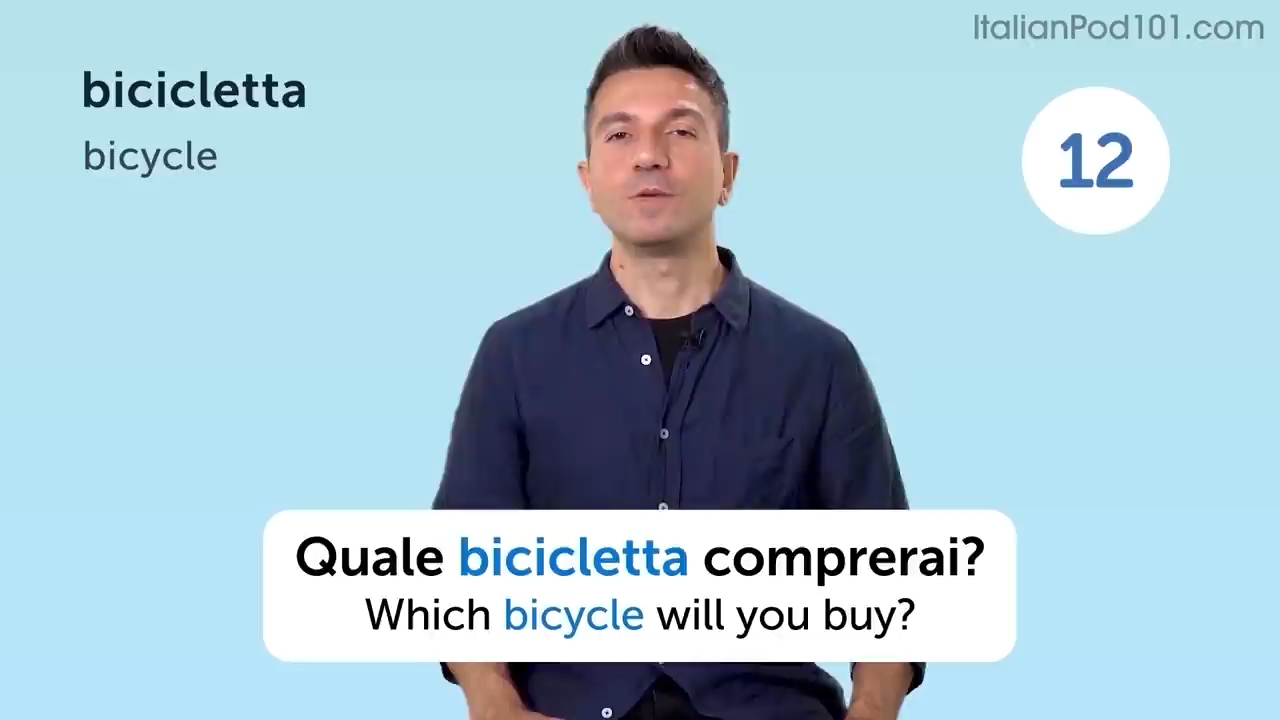 ItalianPod101.com
bicicletta
bicycle
12
Quale bicicletta comprerai?
Which bicycle will you buy?